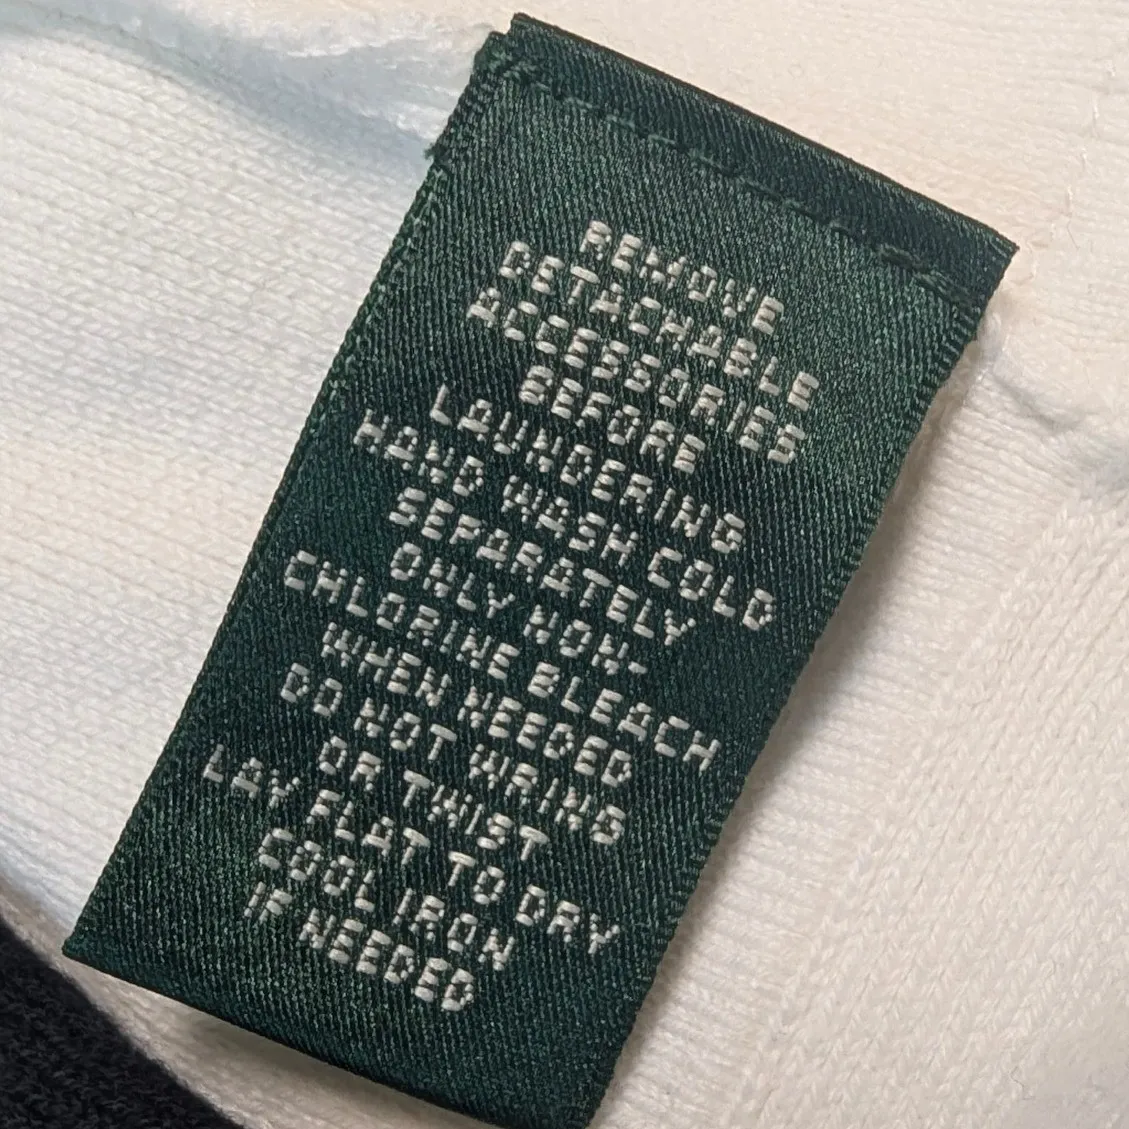 REMOVE
DETACHABLE
ACCESSORIES
BEFORE
LAUNDERING
HAND WASH COLD
SEPARATELY
ONLY NON-
CHLORINE BLEACH
WHEN NEEDED
DO NOT WRING
OR TWIST
LAY FLAT TO DRY
COOL IRON
IF NEEDED